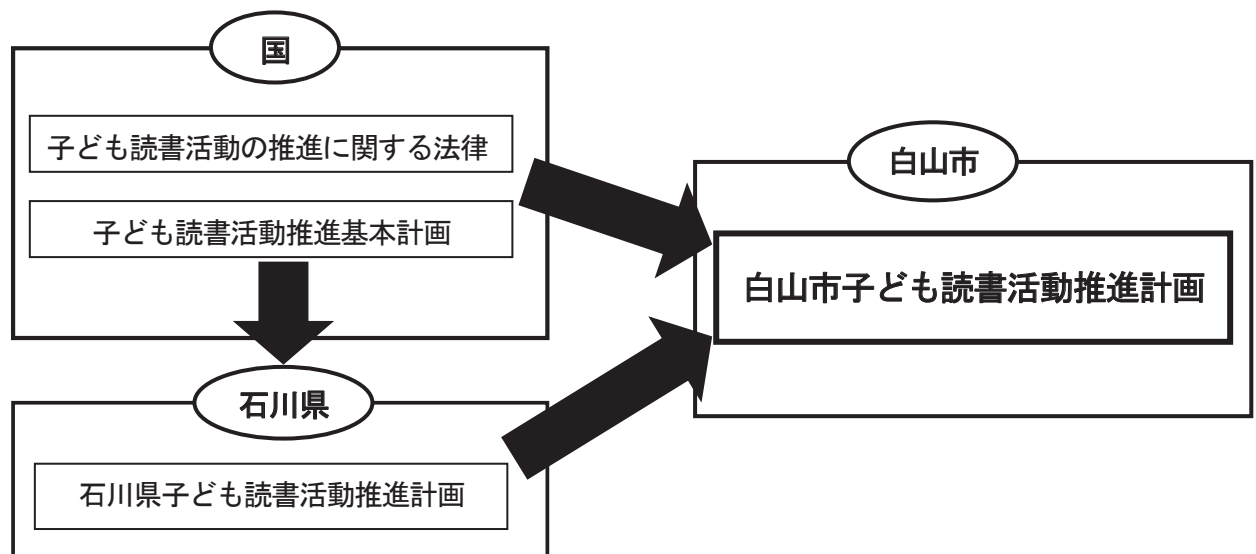 国
子ども読書活動の推進に関する法律
子ども読書活動推進基本計画
白山市
白山市子ども読書活動推進計画
石川県
石川県子ども読書活動推進計画